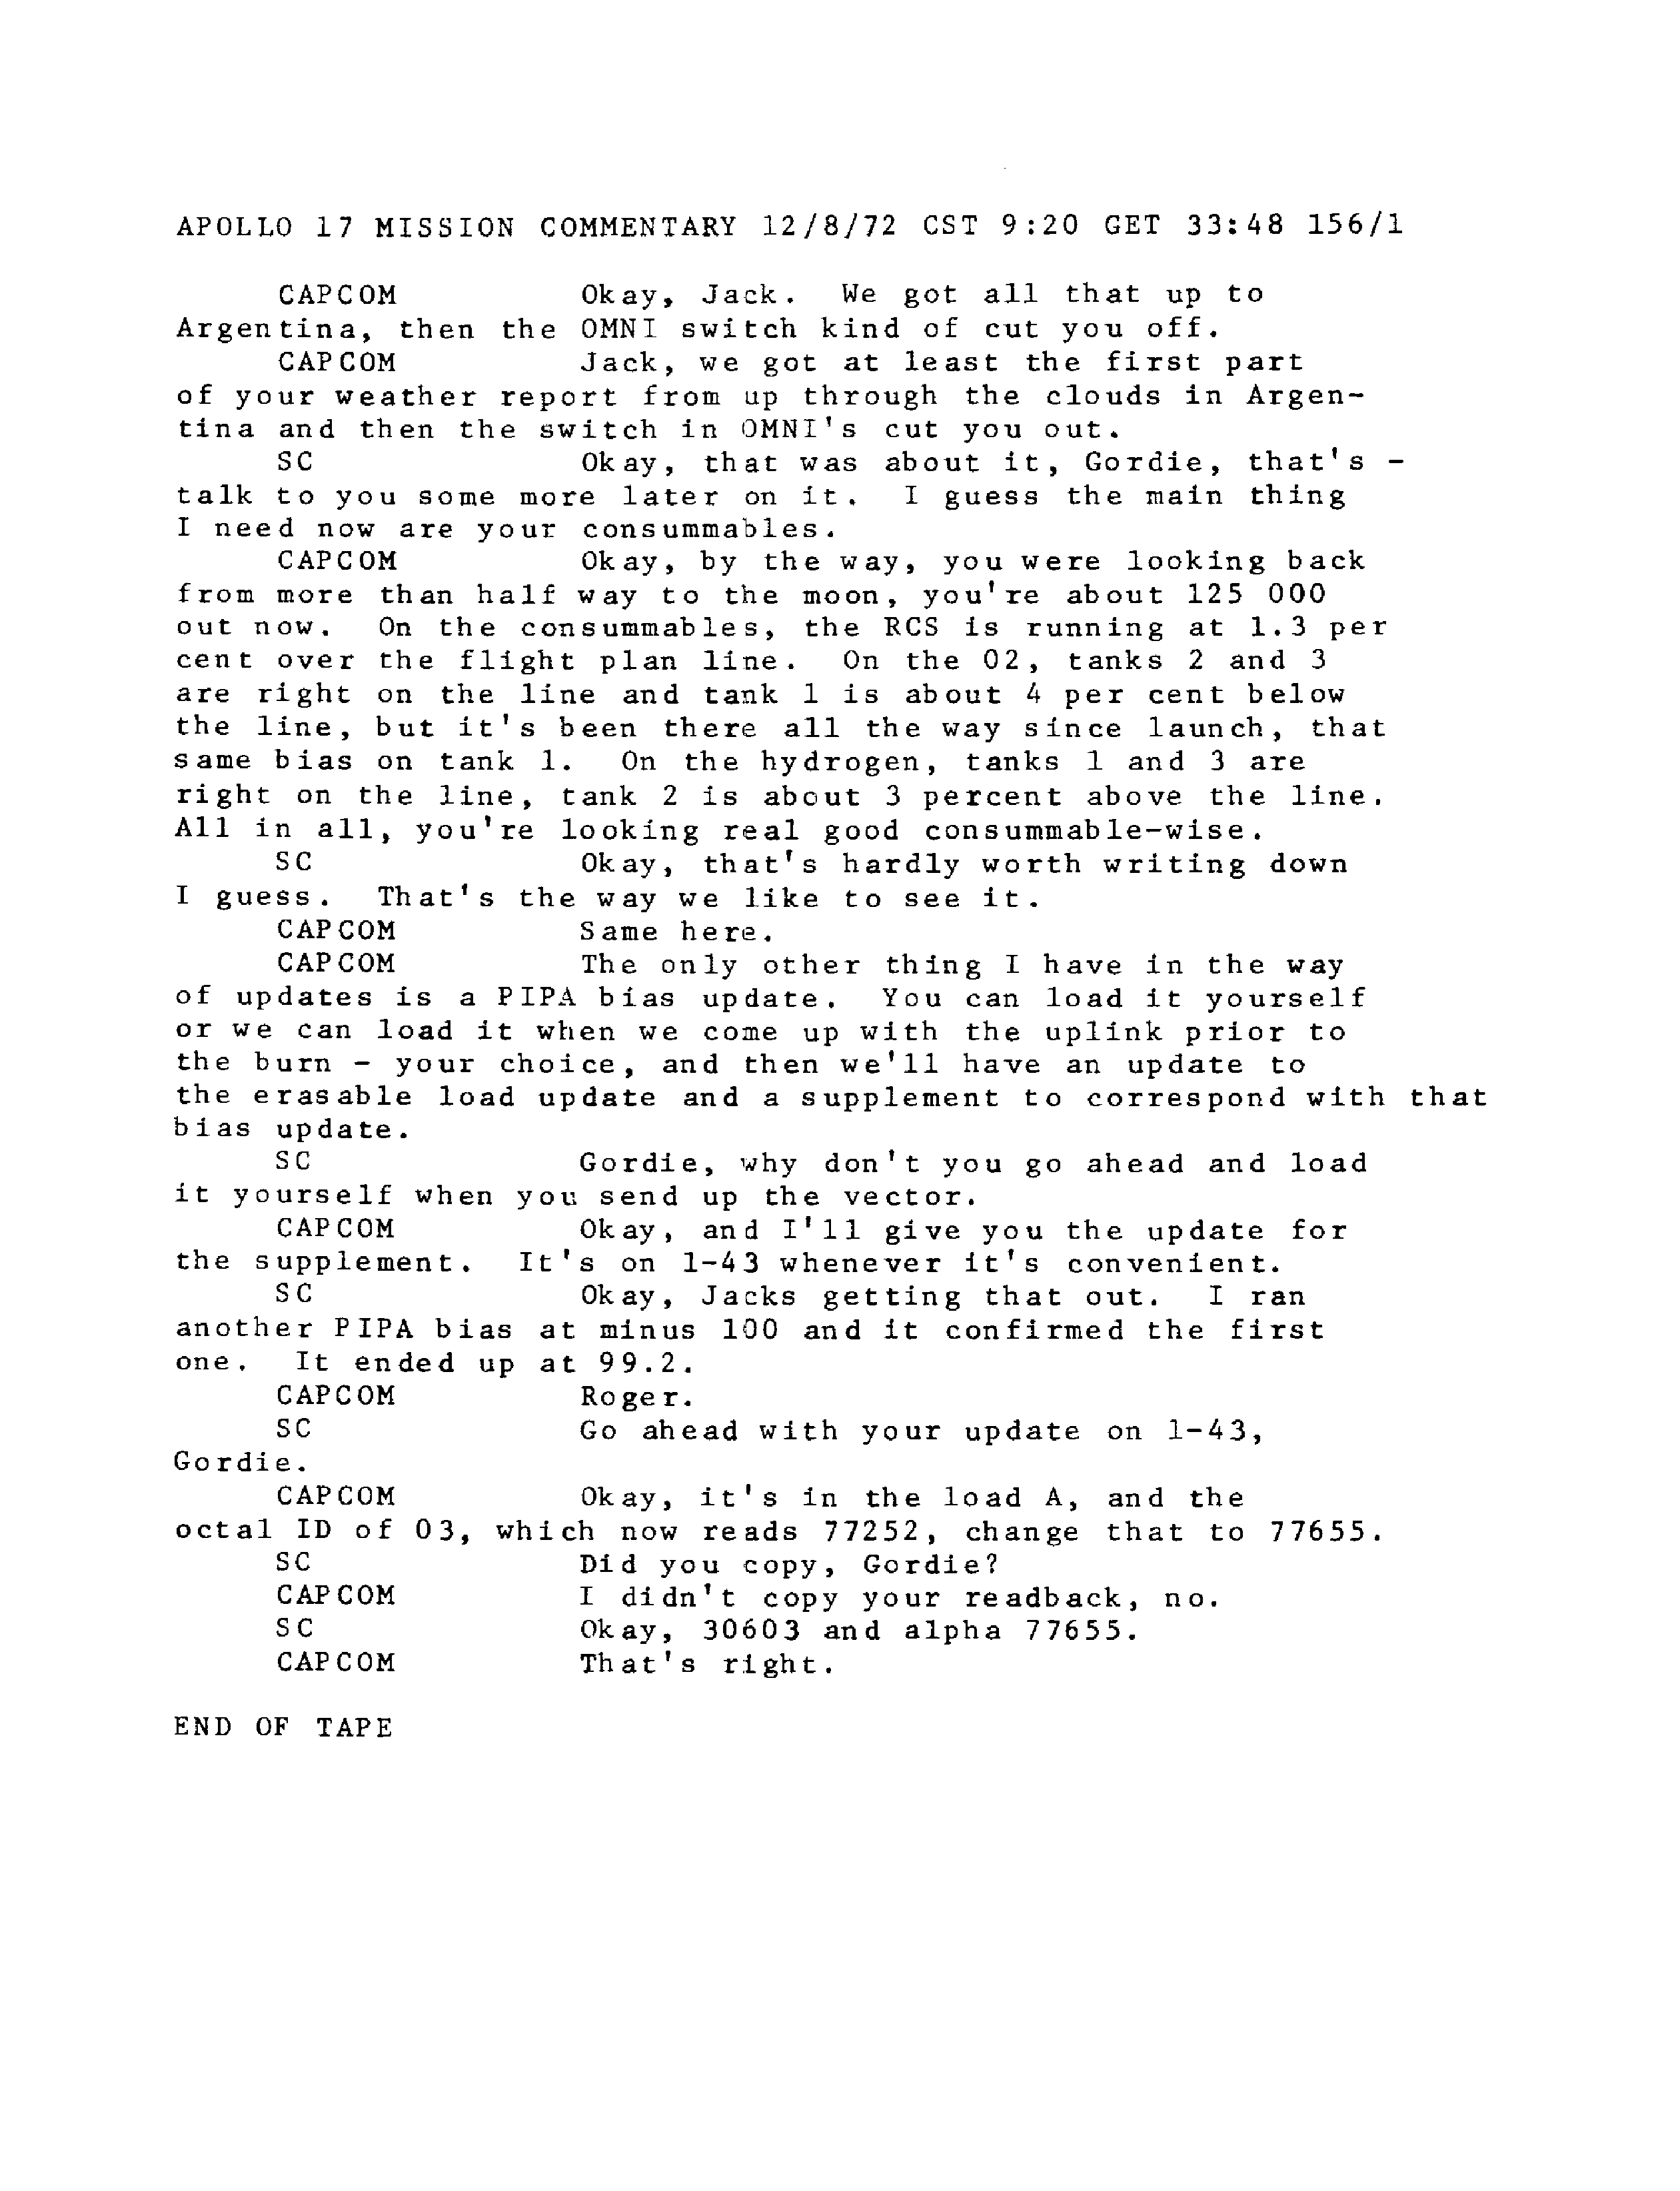 APOLLO 17 MISSION COMMENTARY 12/8/72 CST 9:20 GET 33:48 156/1
CAPCOM Okay, Jack. We got all that up to
Argentina, then the OMNI switch kind of cut you off.
CAPCOM Jack, we got at least the first part
of your weather report from up through the clouds in Argen-
tina and then the switch in OMNI's cut you out.
SC Okay, that was about it, Gordie, that's -
talk to you some more later on it. I guess the main thing
I need now are your consummables.
CAPCOM Okay, by the way, you were looking back
from more than half way to the moon, you're about 125 000
out now. On the consummables, the RCS is running at 1.3 per
cent over the flight plan line. On the 02, tanks 2 and 3
are right on the line and tank 1 is about 4 per cent below
the line, but it's been there all the way since launch, that
same bias on tank 1. On the hydrogen, tanks 1 and 3 are
right on the line, tank 2 is about 3 percent above the line.
All in all, you're looking real good consummable-wise.
SC Okay, that's hardly worth writing down
I guess. That's the way we like to see it.
CAPCOM Same here.
CAPCOM The only other thing I have in the way
of updates is a PIPA bias update. You can load it yourself
or we can load it when we come up with the uplink prior to
the burn - your choice, and then we'll have an update to
the erasable load update and a supplement to correspond with that
bias update.
SC Gordie, why don't you go ahead and load
it yourself when you send up the vector.
CAPCOM Okay, and I'll give you the update for
the supplement. It's on 1-43 whenever it's convenient.
SC Okay, Jacks getting that out. I ran
another PIPA bias at minus 100 and it confirmed the first
one. It ended up at 99.2.
CAPCOM Roger.
SC Go ahead with your update on 1-43,
Gordie.
CAPCOM Okay, it's in the load A, and the
octal ID of 03, which now reads 77252, change that to 77655.
SC Did you copy, Gordie?
CAPCOM I didn't copy your readback, no.
SC Okay, 30603 and alpha 77655.
CAPCOM That's right.
END OF TAPE